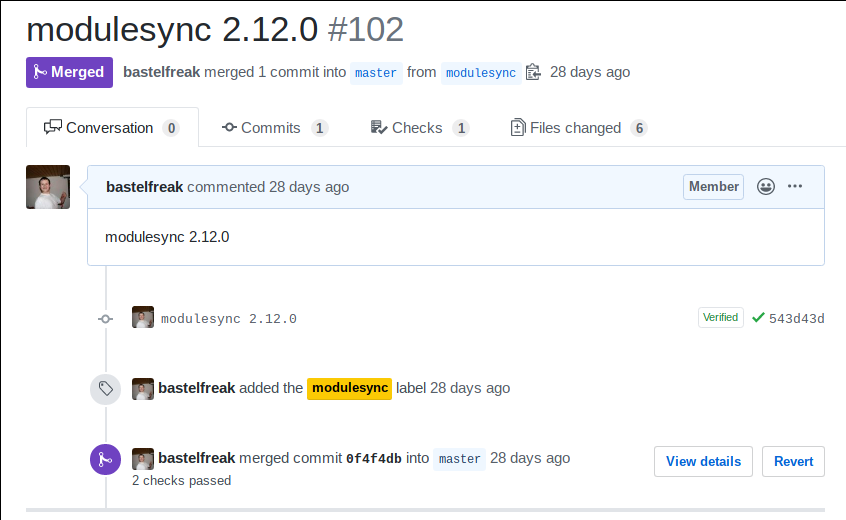 modulesync 2.12.0 #102
Merged bastelfreak merged 1 commit into master from modulesync 28 days ago
Conversation 0 Commits 1 Checks 1 Files changed 6
bastelfreak commented 28 days ago Member
modulesync 2.12.0
modulesync 2.12.0 Verified 543d43d
bastelfreak added the modulesync label 28 days ago
bastelfreak merged commit 0f4f4db into master 28 days ago View details Revert
2 checks passed